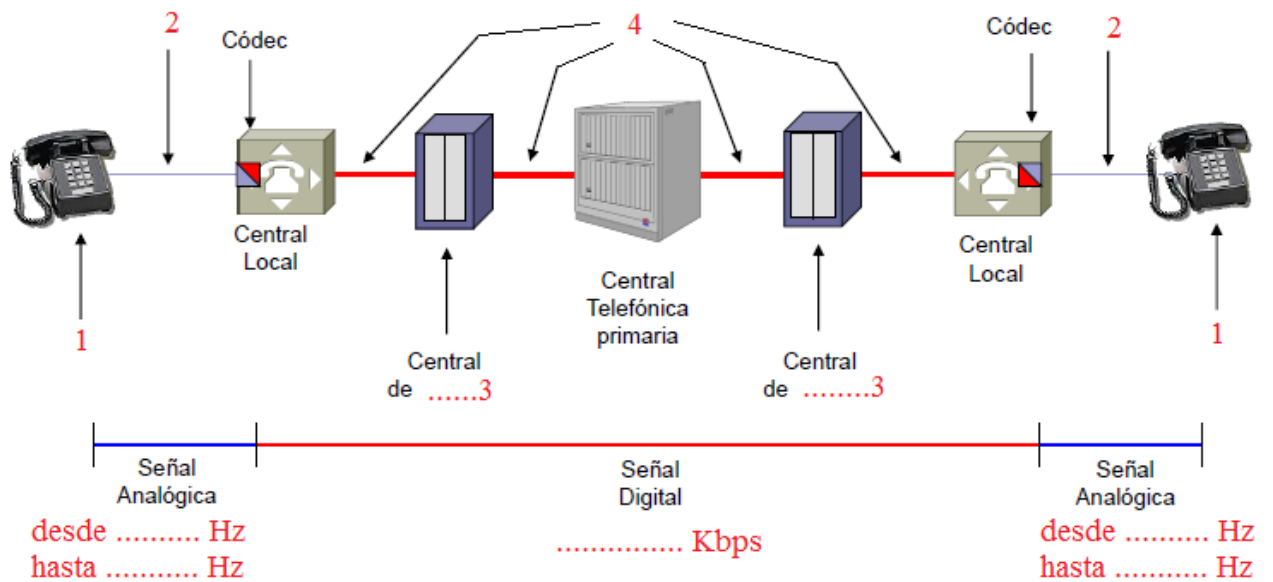 2
Códec
4
Códec
2
Central
Local
Central
Telefónica
primaria
Central
Local
1
1
Central
de ......3
Central
de ........3
Señal
Analógica
Señal
Digital
Señal
Analógica
desde .......... Hz
hasta ........... Hz
............... Kbps
desde .......... Hz
hasta ........... Hz